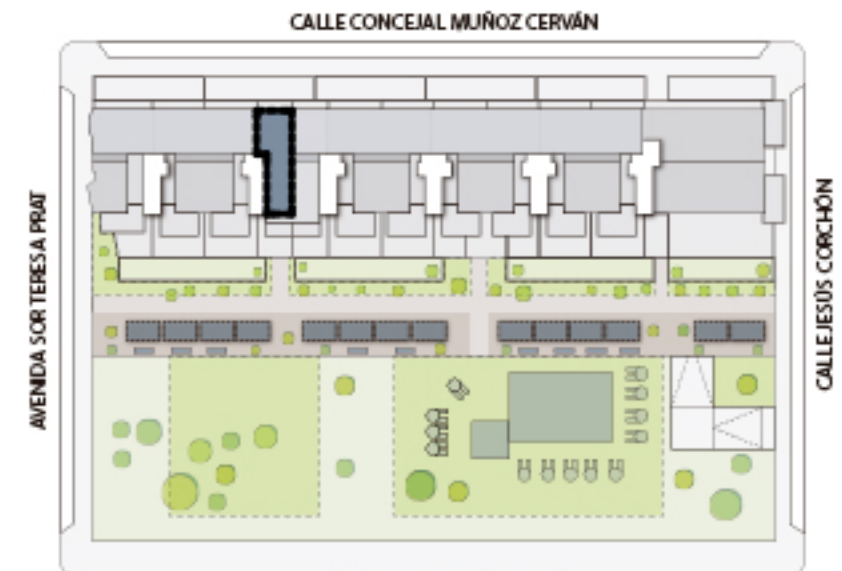 CALLE CONCEJAL MUÑOZ CERVÁN
AVENIDA SOR TERESA PRAT
CALLE JESÚS CORCHÓN